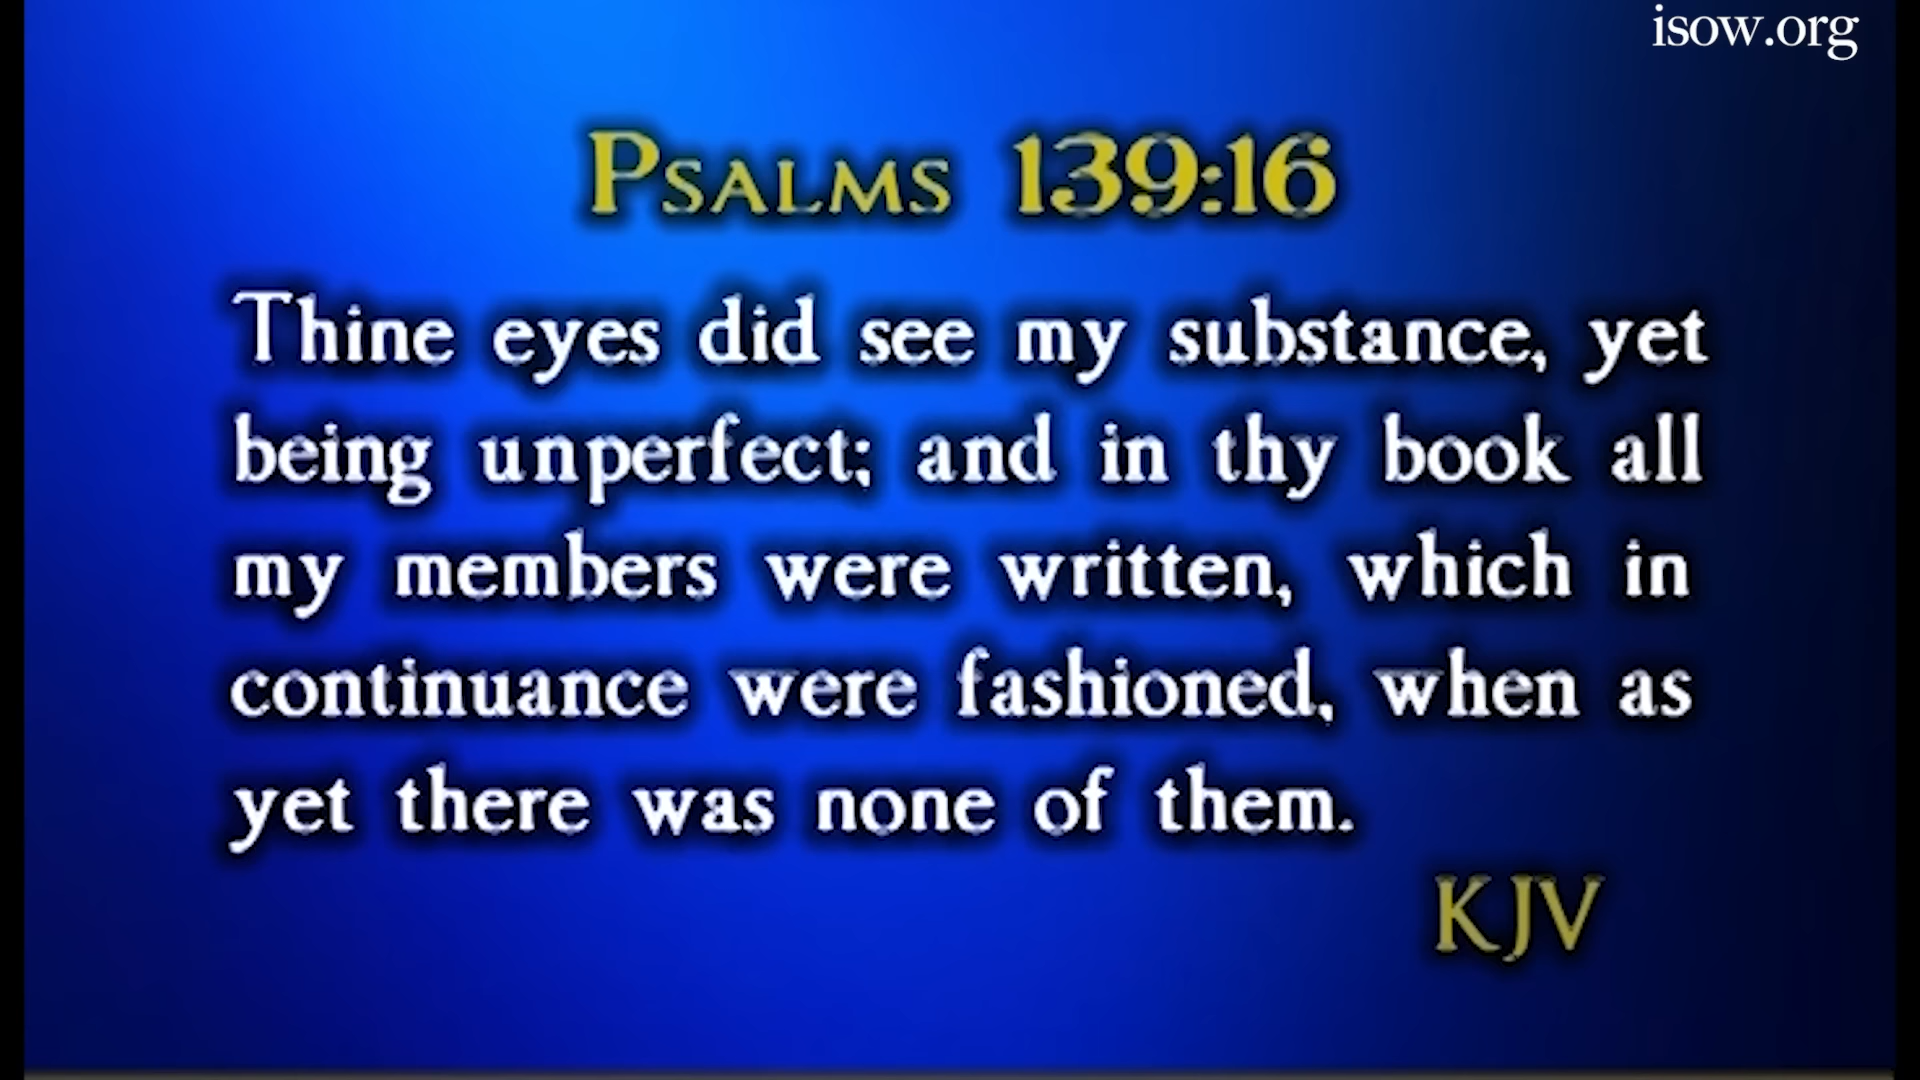 isow.org
Psalms 139:16
Thine eyes did see my substance, yet
being unperfect; and in thy book all
my members were written, which in
continuance were fashioned, when as
yet there was none of them.
KJV